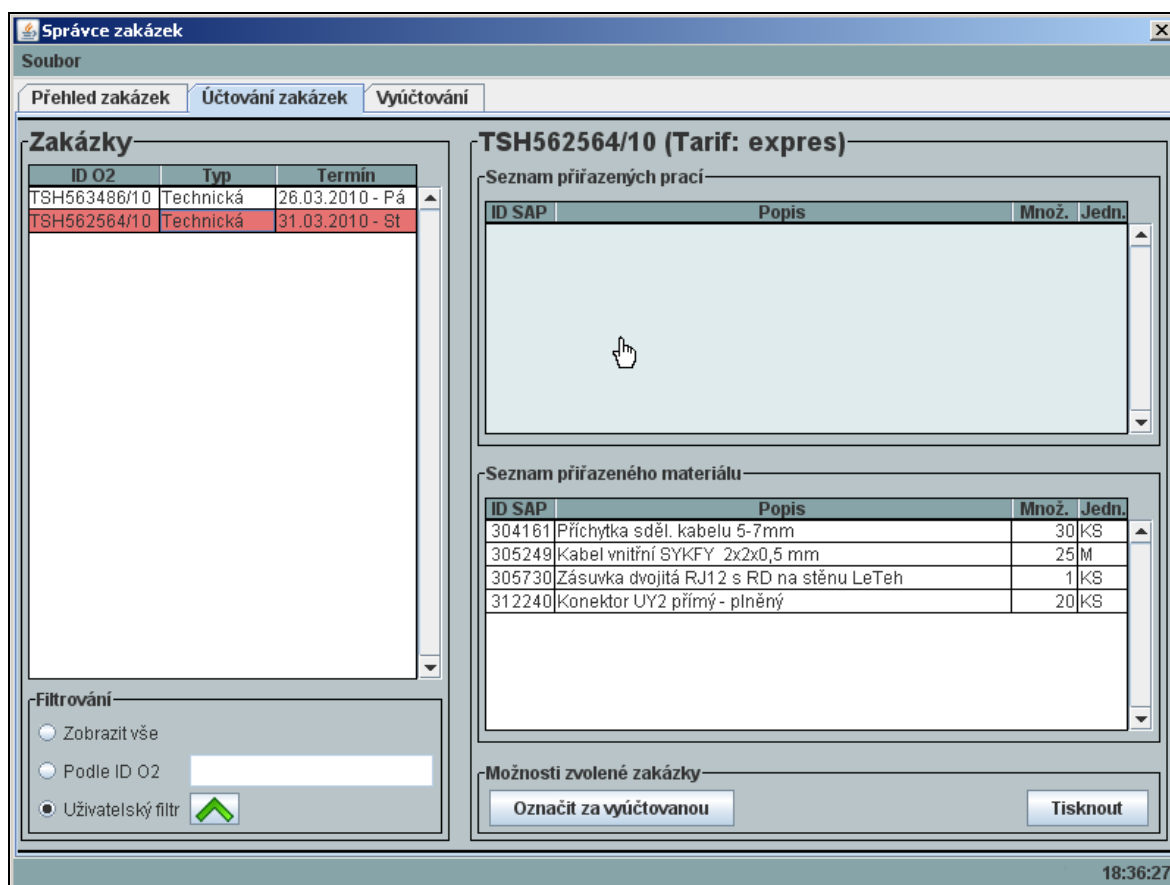 Správce zakázek
Soubor
Přehled zakázek Účtování zakázek Vyúčtování
Zakázky
ID O2 Typ Termín
TSH563486/10 Technická 26.03.2010 - Pá
TSH562564/10 Technická 31.03.2010 - St
Filtrování
Zobrazit vše
Podle ID O2
Uživatelský filtr
TSH562564/10 (Tarif: expres)
Seznam přiřazených prací
ID SAP Popis Množ. Jedn.
Seznam přiřazeného materiálu
ID SAP Popis Množ. Jedn.
304161 Příchytka sděl. kabelu 5-7mm 30 KS
305249 Kabel vnitřní SYKFY 2x2x0,5 mm 25 M
305730 Zásuvka dvojitá RJ12 s RD na stěnu LeTeh 1 KS
312240 Konektor UY2 přímý - plněný 20 KS
Možnosti zvolené zakázky
Označit za vyúčtovanou Tisknout
18:36:27